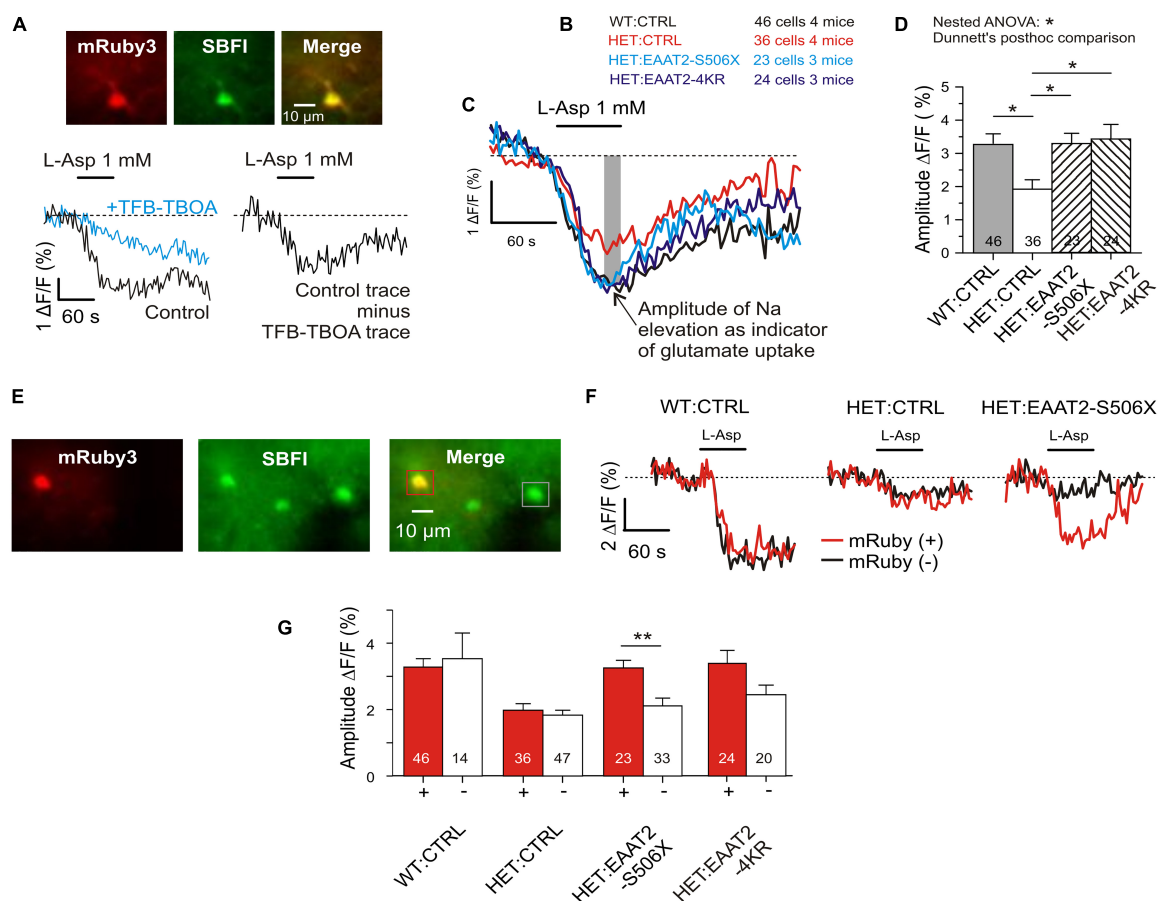 A
mRuby3
SBFI
Merge
10 µm
L-Asp 1 mM
L-Asp 1 mM
+TFB-TBOA
1 ΔF/F (%)
60 s
Control
Control trace
minus
TFB-TBOA trace
B
WT:CTRL 46 cells 4 mice
HET:CTRL 36 cells 4 mice
HET:EAAT2-S506X 23 cells 3 mice
HET:EAAT2-4KR 24 cells 3 mice
C
L-Asp 1 mM
1 ΔF/F (%)
60 s
Amplitude of Na
elevation as indicator
of glutamate uptake
D
Nested ANOVA: *
Dunnett's posthoc comparison
*
*
*
Amplitude ΔF/F ( %)
5
4
3
2
1
0
46
36
23
24
WT:CTRL
HET:CTRL
HET:EAAT2
-S506X
HET:EAAT2
-4KR
E
mRuby3
SBFI
Merge
10 µm
F
WT:CTRL
HET:CTRL
HET:EAAT2-S506X
L-Asp
L-Asp
L-Asp
2 ΔF/F (%)
60 s
mRuby (+)
mRuby (-)
G
Amplitude ΔF/F (%)
4
2
0
**
46
14
36
47
23
33
24
20
+ - + - + - + -
WT:CTRL
HET:CTRL
HET:EAAT2
-S506X
HET:EAAT2
-4KR